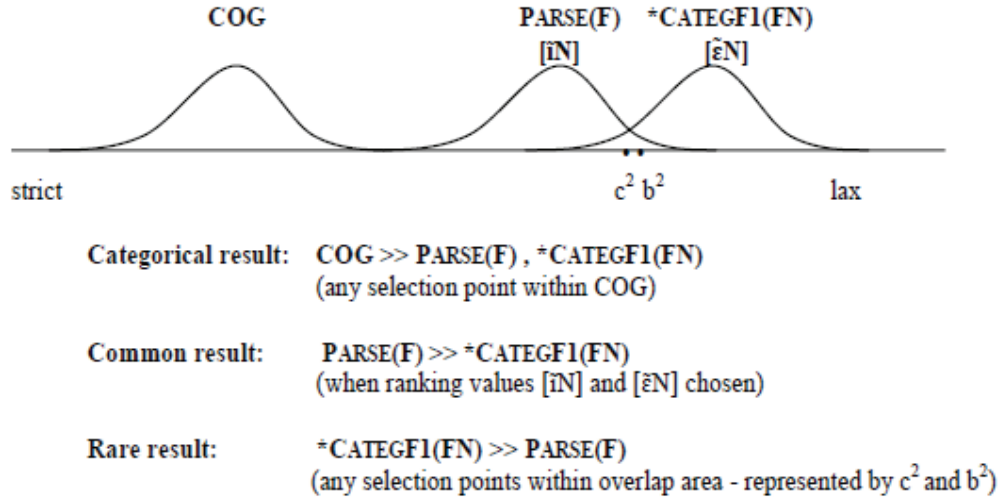 COG PARSE(F) *CATEGF1(FN)
[ĩN] [ɛ̃N]
strict c² b² lax
Categorical result: COG >> PARSE(F) , *CATEGF1(FN)
(any selection point within COG)
Common result: PARSE(F) >> *CATEGF1(FN)
(when ranking values [ĩN] and [ɛ̃N] chosen)
Rare result: *CATEGF1(FN) >> PARSE(F)
(any selection points within overlap area - represented by c² and b²)